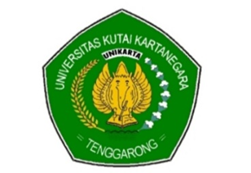 UNIVERSITAS KUTAI KARTANEGARA
UNIKARTA
= TENGGARONG =